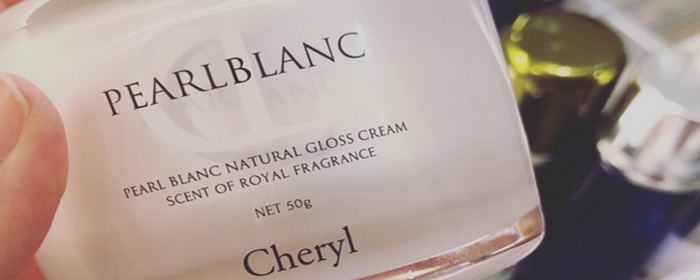 PEARLBLANC
PEARL BLANC NATURAL GLOSS CREAM
SCENT OF ROYAL FRAGRANCE
NET 50g
Cheryl